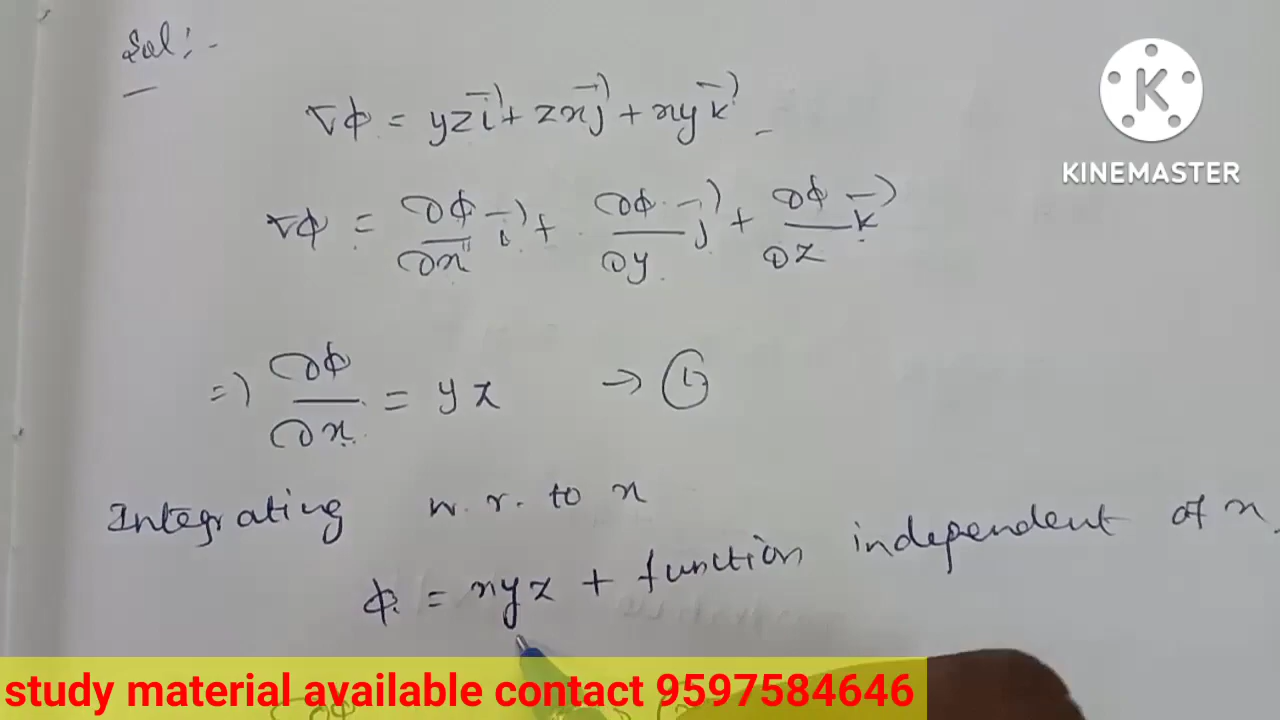 Sol:-
K
KINEMASTER
∇Φ = yz i⃗ + zx j⃗ + xy k⃗
∇Φ = ∂Φ/∂x i⃗ + ∂Φ/∂y j⃗ + ∂Φ/∂z k⃗
=) ∂Φ/∂x = yz → ①
Integrating w.r. to x
Φ = xyz + function independent of x.
study material available contact 9597584646